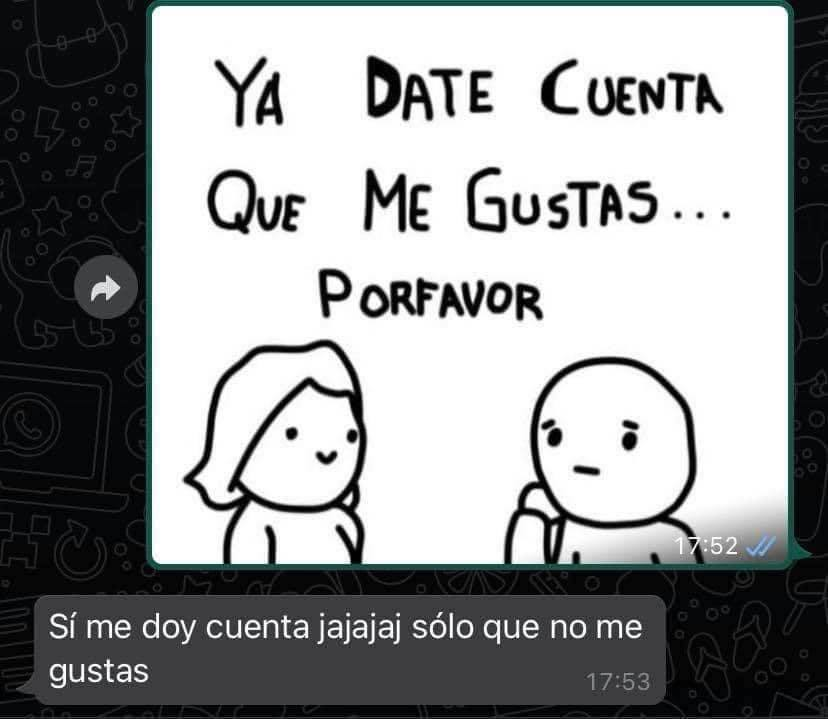 YA DATE CUENTA
QUE ME GUSTAS...
PORFAVOR
17:52
Sí me doy cuenta jajajaj sólo que no me
gustas
17:53